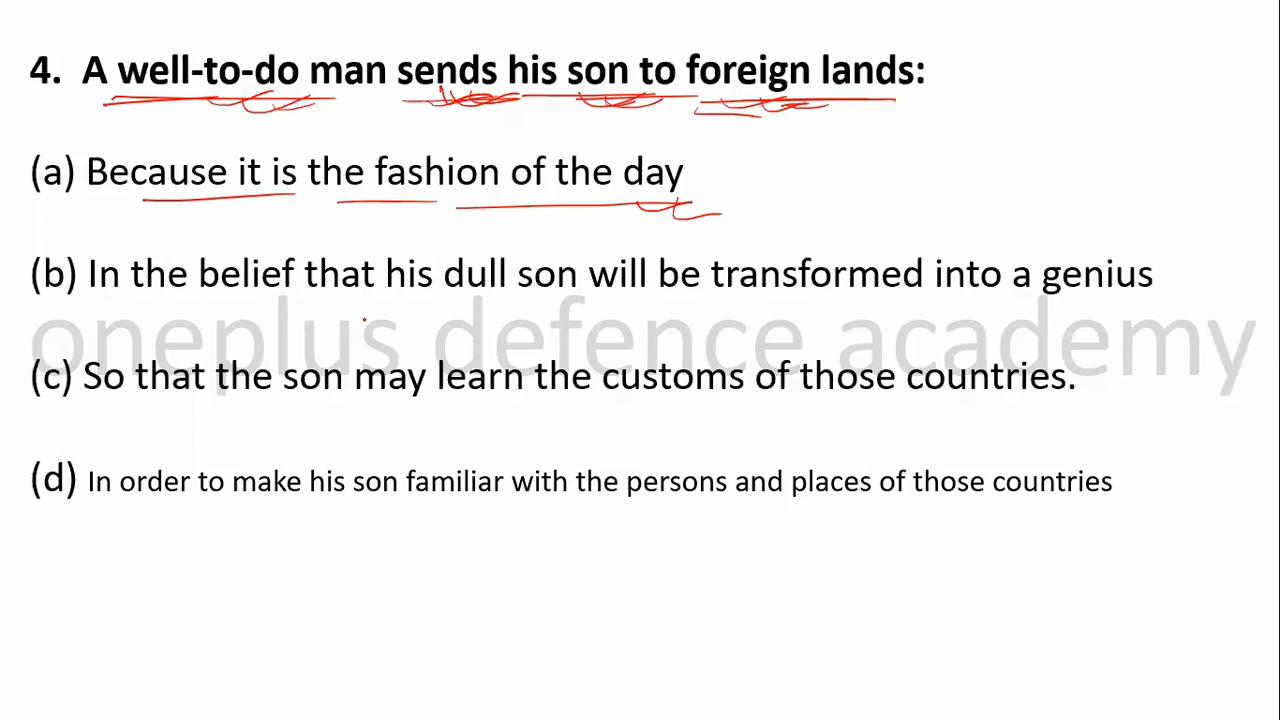 4. A well-to-do man sends his son to foreign lands:
(a) Because it is the fashion of the day
(b) In the belief that his dull son will be transformed into a genius
oneplus defence academy
(c) So that the son may learn the customs of those countries.
(d) In order to make his son familiar with the persons and places of those countries